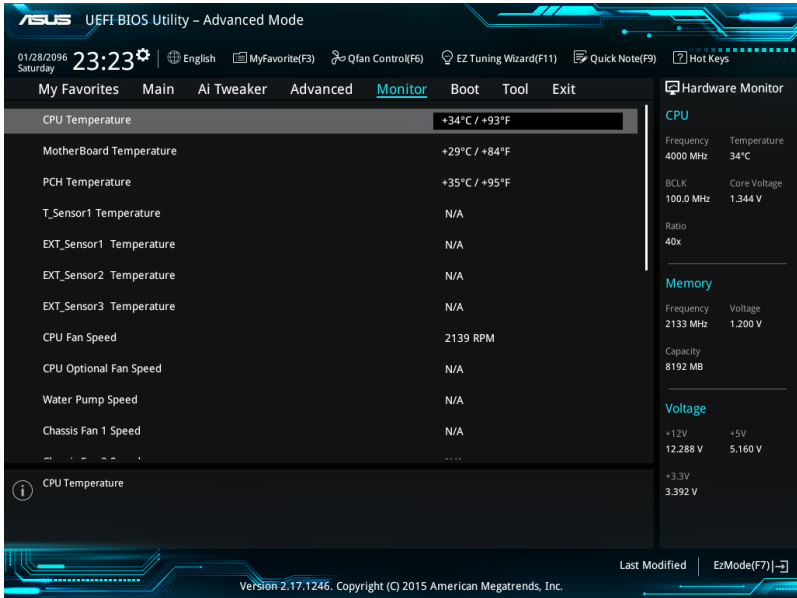 ASUS UEFI BIOS Utility – Advanced Mode
01/28/2096
Saturday
23:23
English
MyFavorite(F3)
Qfan Control(F6)
EZ Tuning Wizard(F11)
Quick Note(F9)
? Hot Keys
My Favorites Main Ai Tweaker Advanced Monitor Boot Tool Exit
CPU Temperature +34°C / +93°F
MotherBoard Temperature +29°C / +84°F
PCH Temperature +35°C / +95°F
T_Sensor1 Temperature N/A
EXT_Sensor1 Temperature N/A
EXT_Sensor2 Temperature N/A
EXT_Sensor3 Temperature N/A
CPU Fan Speed 2139 RPM
CPU Optional Fan Speed N/A
Water Pump Speed N/A
Chassis Fan 1 Speed N/A
CPU Temperature
Hardware Monitor
CPU
Frequency Temperature
4000 MHz 34°C
BCLK Core Voltage
100.0 MHz 1.344 V
Ratio
40x
Memory
Frequency Voltage
2133 MHz 1.200 V
Capacity
8192 MB
Voltage
+12V +5V
12.288 V 5.160 V
+3.3V
3.392 V
Last Modified EzMode(F7)
Version 2.17.1246. Copyright (C) 2015 American Megatrends, Inc.